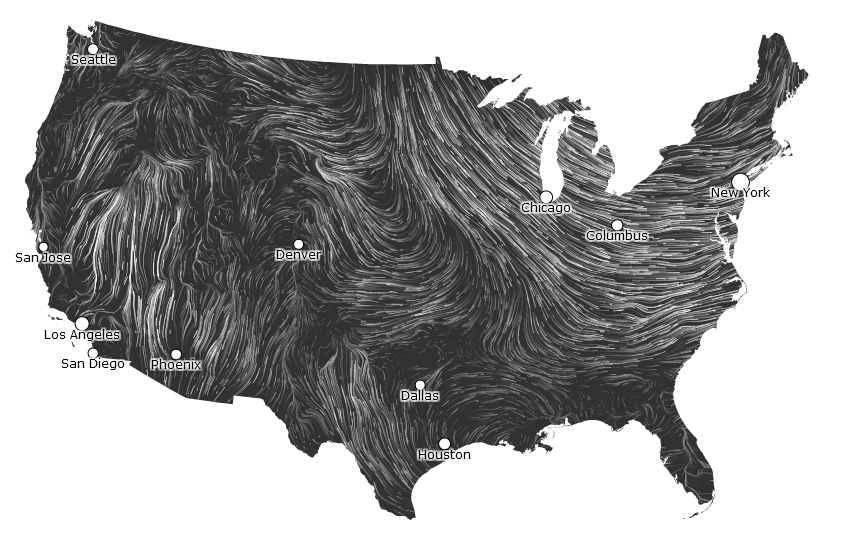 Seattle
New York
Chicago
Columbus
San Jose
Denver
Los Angeles
San Diego
Phoenix
Dallas
Houston